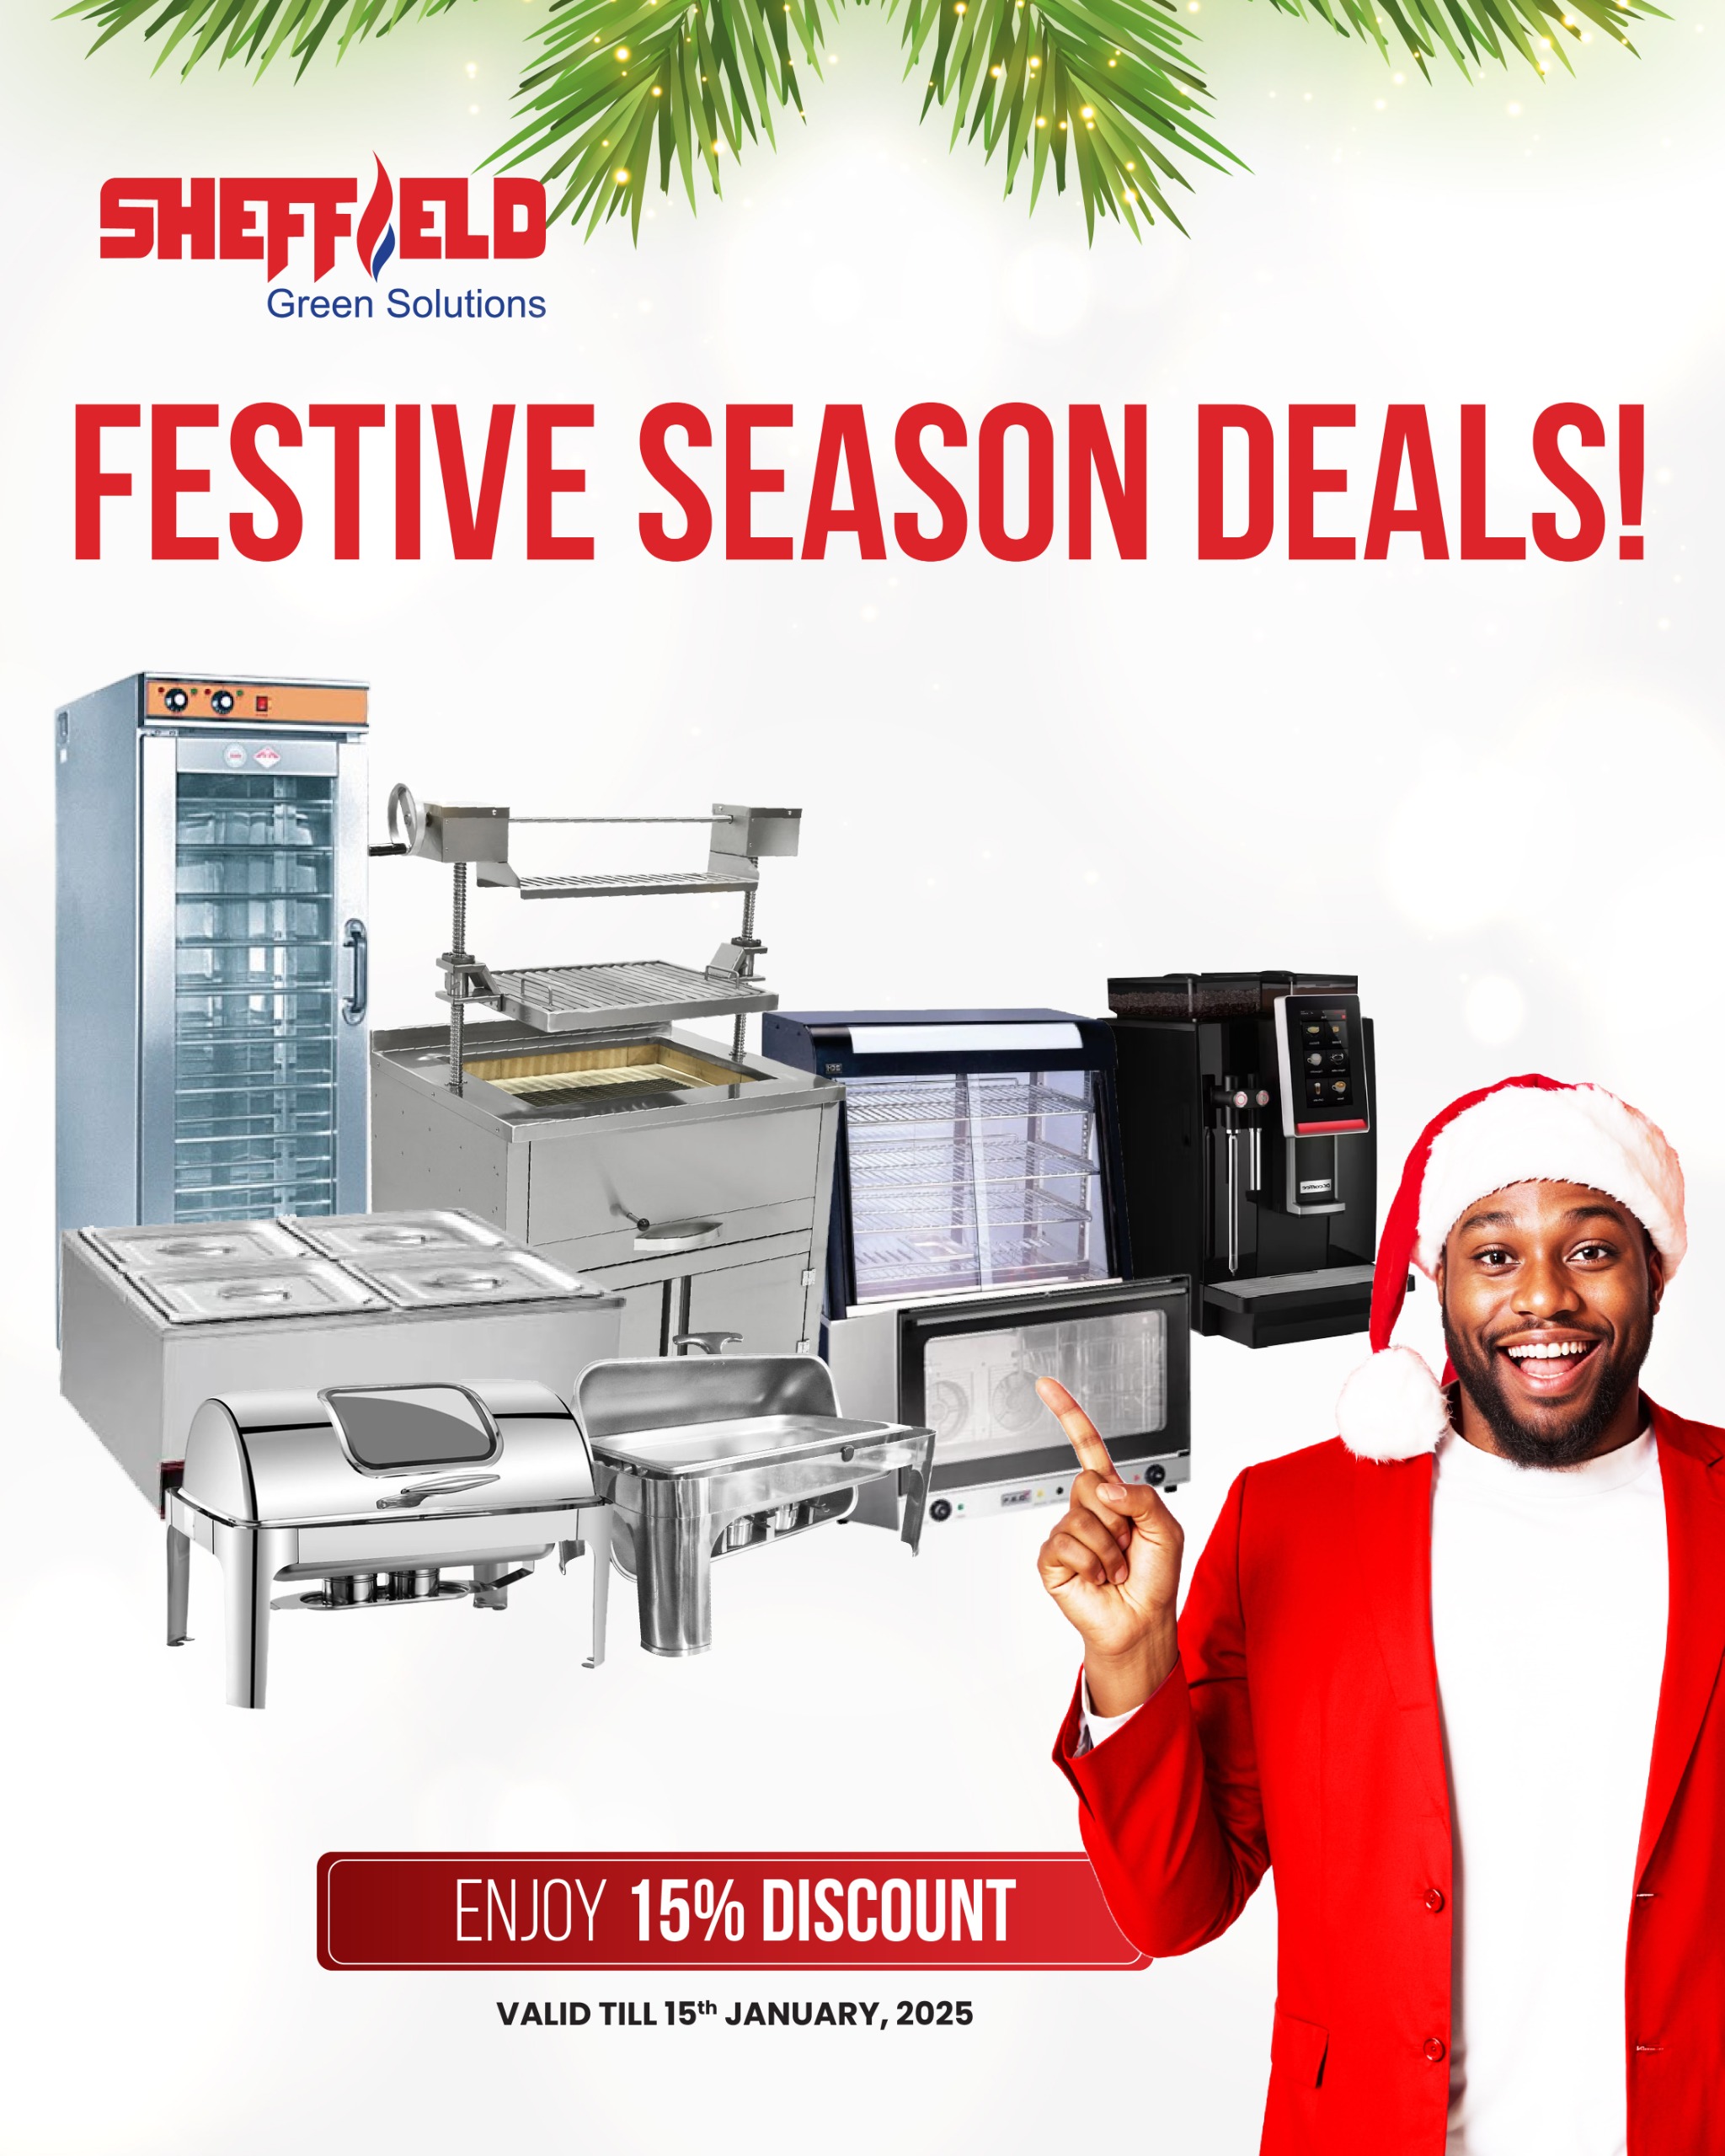 SHEFFIELD
Green Solutions
FESTIVE SEASON DEALS!
ENJOY 15% DISCOUNT
VALID TILL 15th JANUARY, 2025